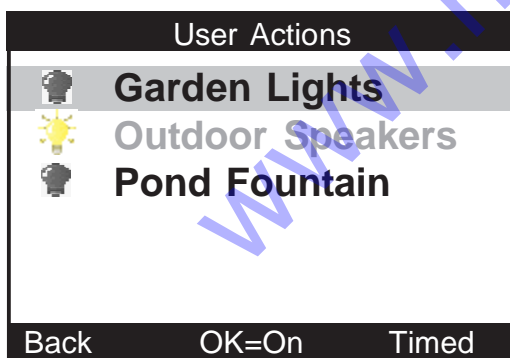 User Actions
Garden Lights
Outdoor Speakers
Pond Fountain
Back OK=On Timed